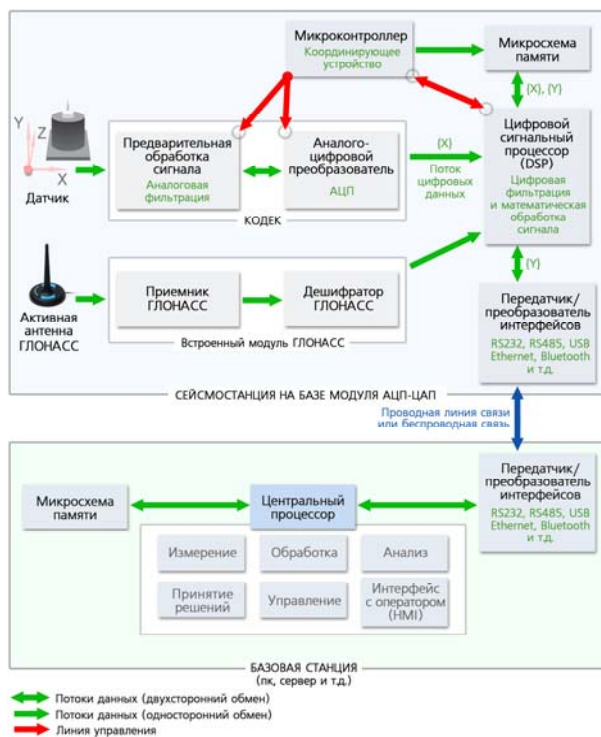 Микроконтроллер
Координирующее
устройство
Микросхема
памяти
{X}, {Y}
Y
Z
X
Датчик
Предварительная
обработка
сигнала
Аналоговая
фильтрация
Аналого-
цифровой
преобразователь
АЦП
КОДЕК
{X}
Поток
цифровых
данных
Цифровой
сигнальный
процессор
(DSP)
Цифровая
фильтрация
и математическая
обработка
сигнала
{Y}
Активная
антенна
ГЛОНАСС
Приемник
ГЛОНАСС
Дешифратор
ГЛОНАСС
Встроенный модуль ГЛОНАСС
Передатчик/
преобразователь
интерфейсов
RS232, RS485, USB
Ethernet, Bluetooth
и т.д.
СЕЙСМОСТАНЦИЯ НА БАЗЕ МОДУЛЯ АЦП-ЦАП
Проводная линия связи
или беспроводная связь
Микросхема
памяти
Центральный
процессор
Передатчик/
преобразователь
интерфейсов
RS232, RS485, USB
Ethernet, Bluetooth
и т.д.
Измерение
Обработка
Анализ
Принятие
решений
Управление
Интерфейс
с оператором
(HMI)
БАЗОВАЯ СТАНЦИЯ
(пк, сервер и т.д.)
Потоки данных (двухсторонний обмен)
Потоки данных (односторонний обмен)
Линия управления